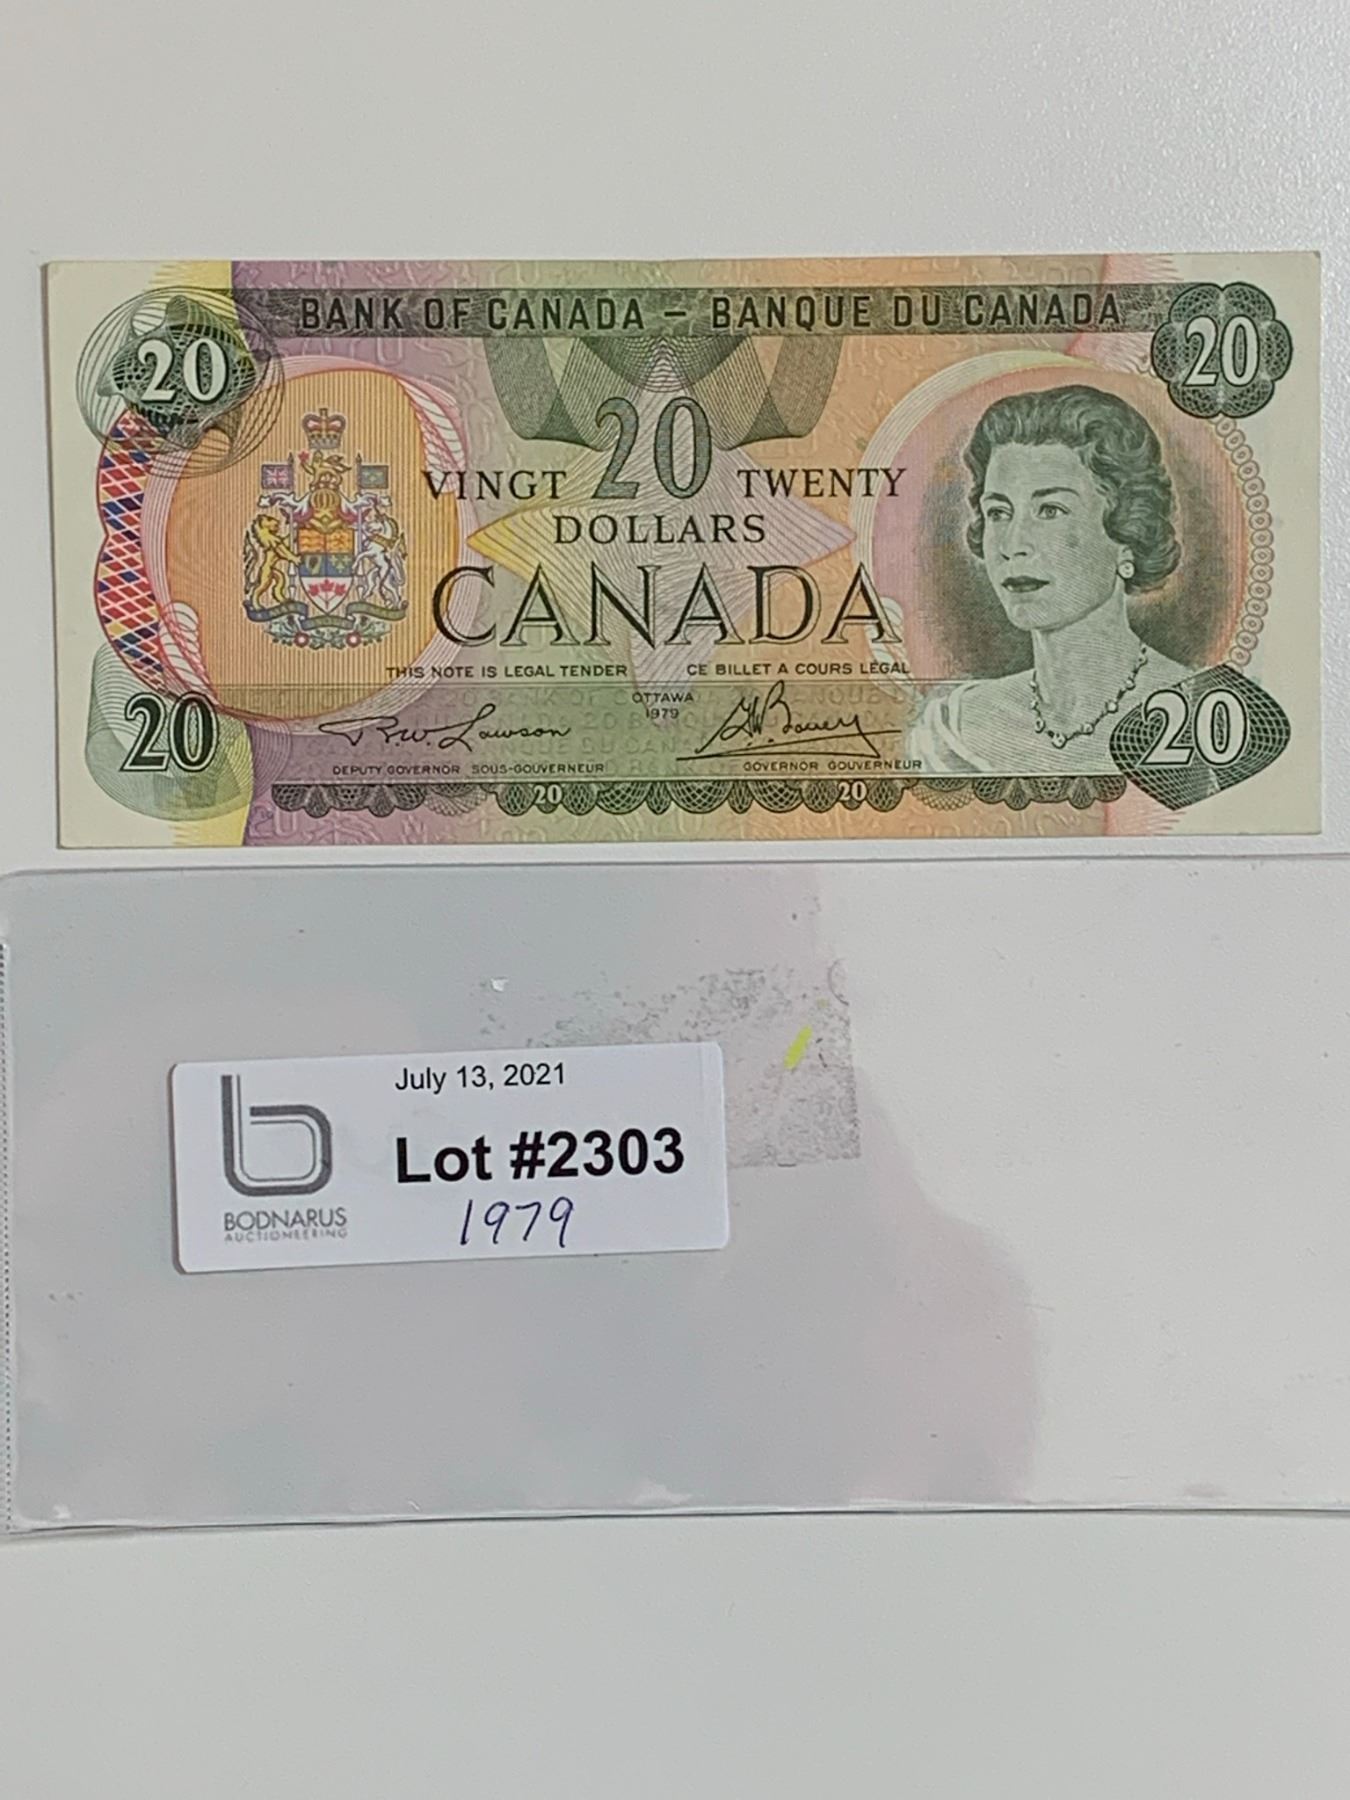 BANK OF CANADA – BANQUE DU CANADA
20
20
VINGT 20 TWENTY
DOLLARS
CANADA
THIS NOTE IS LEGAL TENDER CE BILLET A COURS LÉGAL
OTTAWA
1979
20
R.W. Lawson
G.K. Bouey
20
DEPUTY GOVERNOR SOUS-GOUVERNEUR
GOVERNOR GOUVERNEUR
20 20
July 13, 2021
b
Lot #2303
1979
BODNARUS
AUCTIONEERING